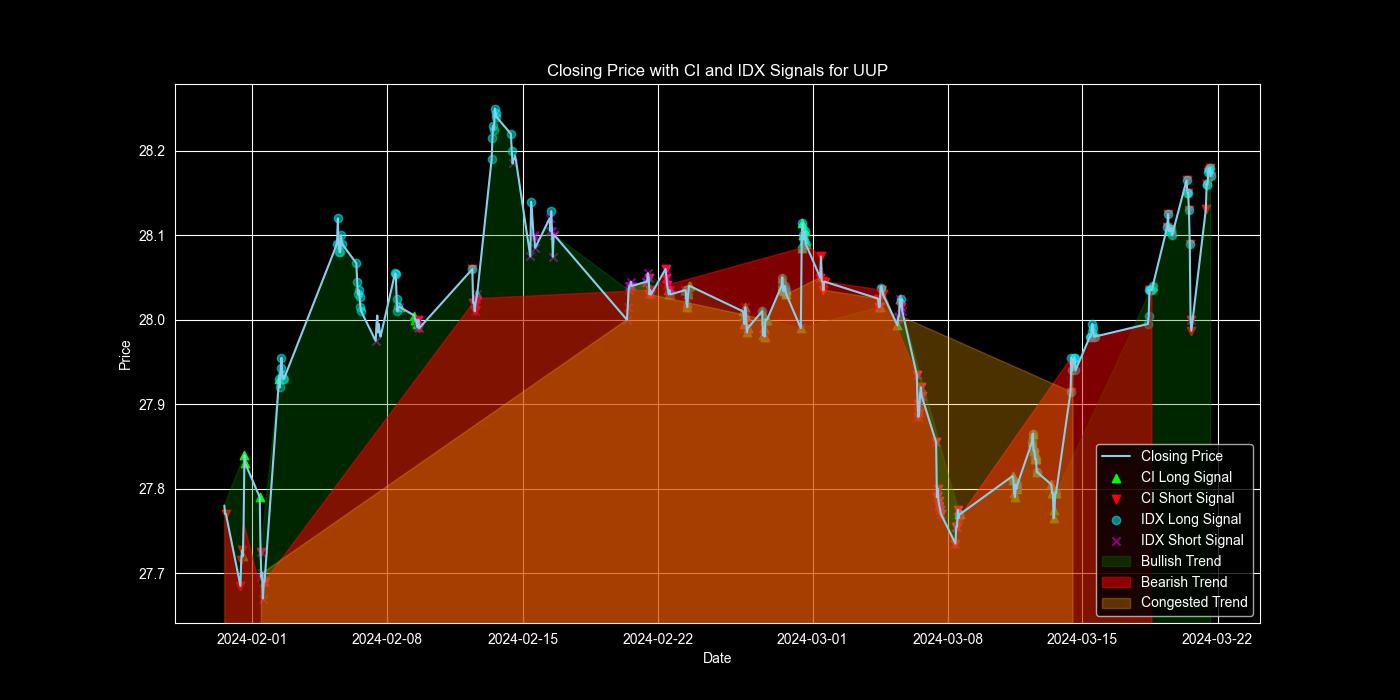 Closing Price with CI and IDX Signals for UUP
28.2
28.1
28.0
27.9
27.8
27.7
Price
Closing Price
CI Long Signal
CI Short Signal
IDX Long Signal
IDX Short Signal
Bullish Trend
Bearish Trend
Congested Trend
2024-02-01 2024-02-08 2024-02-15 2024-02-22 2024-03-01 2024-03-08 2024-03-15 2024-03-22
Date